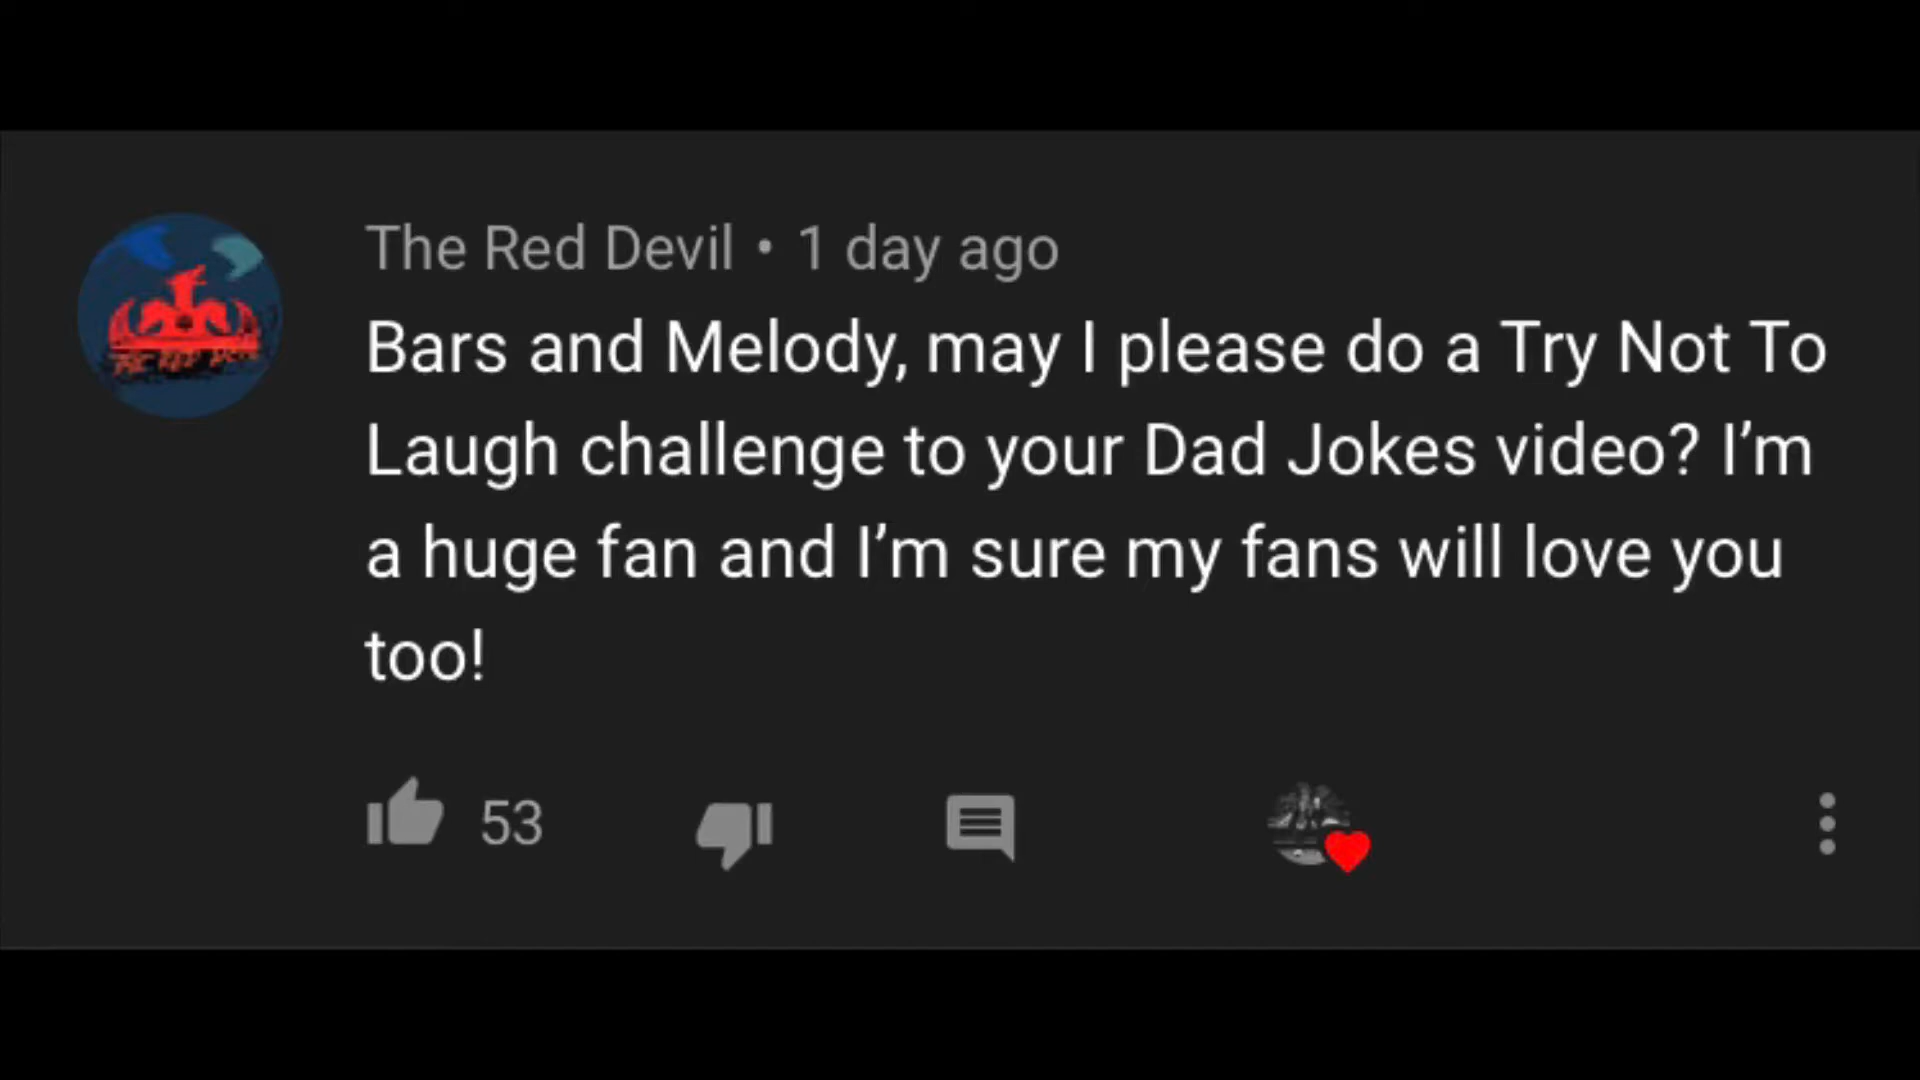 The Red Devil • 1 day ago
Bars and Melody, may I please do a Try Not To
Laugh challenge to your Dad Jokes video? I’m
a huge fan and I’m sure my fans will love you
too!
53